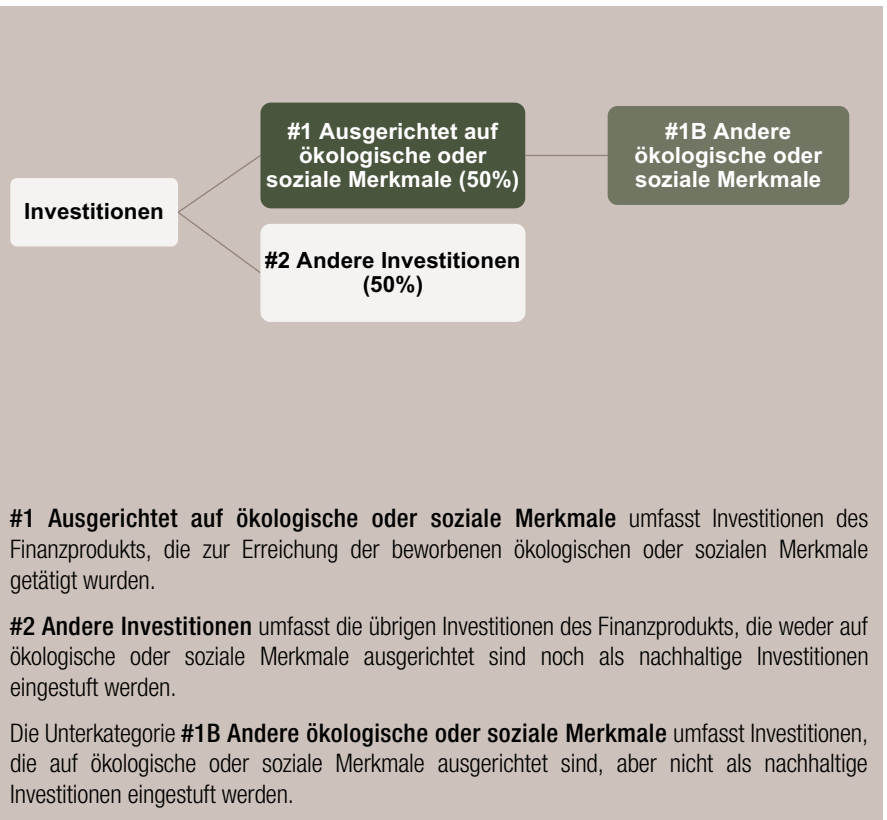 Investitionen
#1 Ausgerichtet auf
ökologische oder
soziale Merkmale (50%)
#1B Andere
ökologische oder
soziale Merkmale
#2 Andere Investitionen
(50%)
#1 Ausgerichtet auf ökologische oder soziale Merkmale umfasst Investitionen des
Finanzprodukts, die zur Erreichung der beworbenen ökologischen oder sozialen Merkmale
getätigt wurden.
#2 Andere Investitionen umfasst die übrigen Investitionen des Finanzprodukts, die weder auf
ökologische oder soziale Merkmale ausgerichtet sind noch als nachhaltige Investitionen
eingestuft werden.
Die Unterkategorie #1B Andere ökologische oder soziale Merkmale umfasst Investitionen,
die auf ökologische oder soziale Merkmale ausgerichtet sind, aber nicht als nachhaltige
Investitionen eingestuft werden.